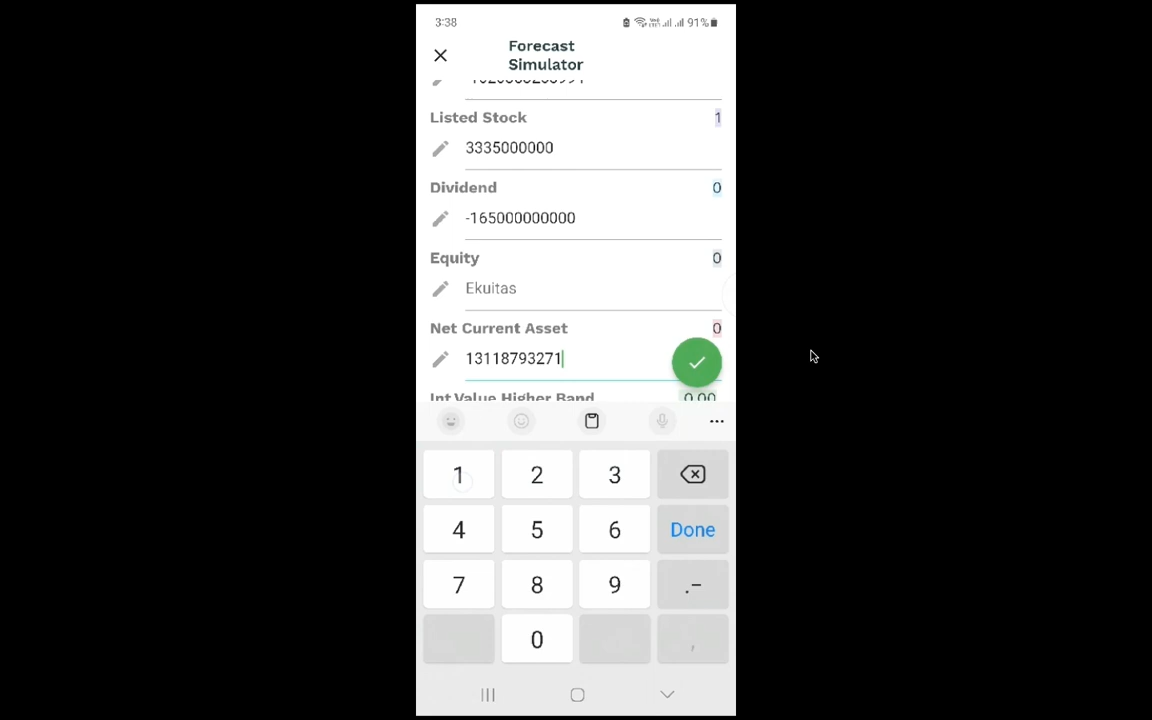 3:38
91%
Forecast
Simulator
Listed Stock 1
3335000000
Dividend 0
-165000000000
Equity 0
Ekuitas
Net Current Asset 0
13118793271
Int Value Higher Band 0.00
1 2 3
4 5 6 Done
7 8 9 .-
0 ,